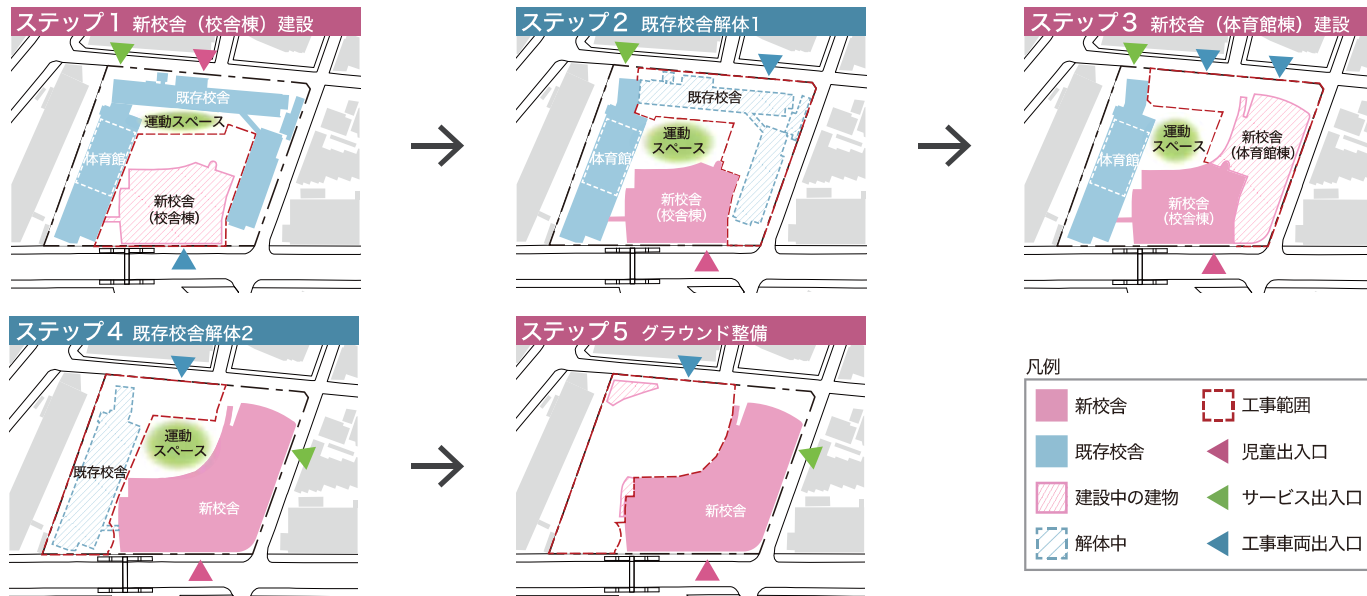 ステップ1 新校舎（校舎棟）建設
既存校舎
運動スペース
体育館
新校舎
（校舎棟）
ステップ2 既存校舎解体1
既存校舎
運動
スペース
体育館
新校舎
（校舎棟）
ステップ3 新校舎（体育館棟）建設
新校舎
（体育館棟）
運動
スペース
体育館
新校舎
（校舎棟）
ステップ4 既存校舎解体2
運動
スペース
既存校舎
新校舎
ステップ5 グラウンド整備
新校舎
凡例
新校舎
工事範囲
既存校舎
児童出入口
建設中の建物
サービス出入口
解体中
工事車両出入口